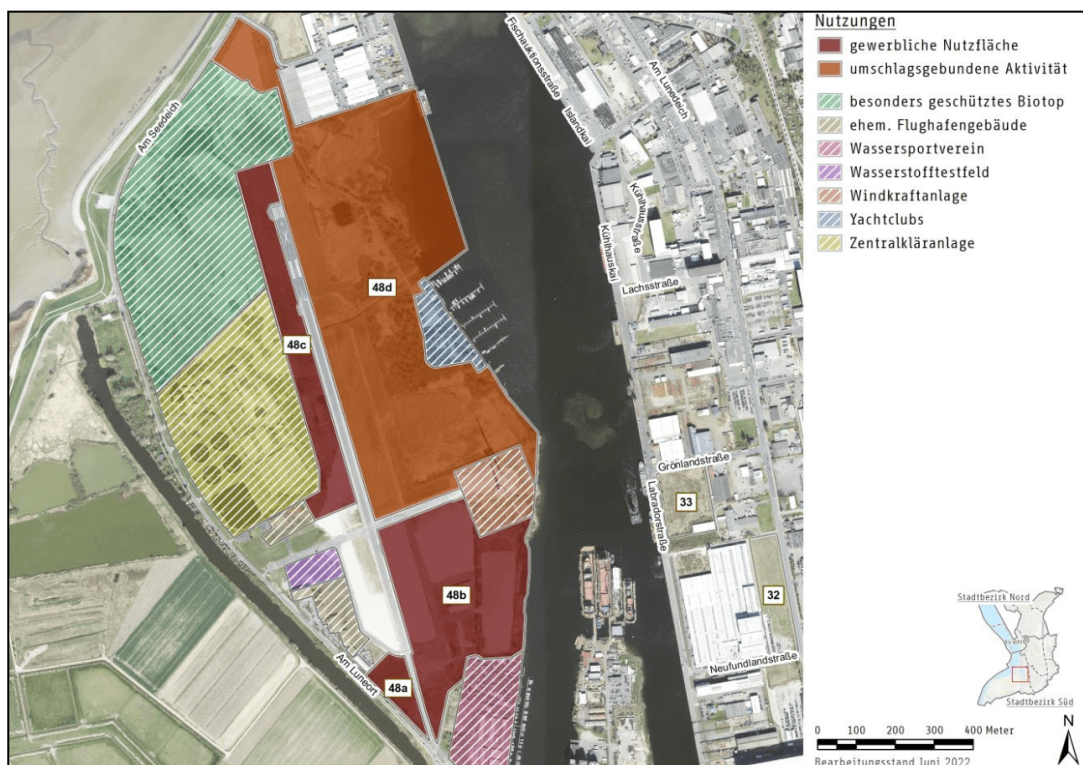 Nutzungen
gewerbliche Nutzfläche
umschlagsgebundene Aktivität
besonders geschütztes Biotop
ehem. Flughafengebäude
Wassersportverein
Wasserstofftestfeld
Windkraftanlage
Yachtclubs
Zentralkläranlage
Am Seedeich
Fischauktionsstraße
Islandkai
Am Lunedeich
Kühlhausstraße
Kühlhauskai
Lachsstraße
48d
48c
Grönlandstraße
33
Labradorstraße
48b
32
Neufundlandstraße
48a
Am Luneort
Stadtbezirk Nord
Stadtbezirk Süd
N
0 100 200 300 400 Meter
Bearbeitungsstand Juni 2022